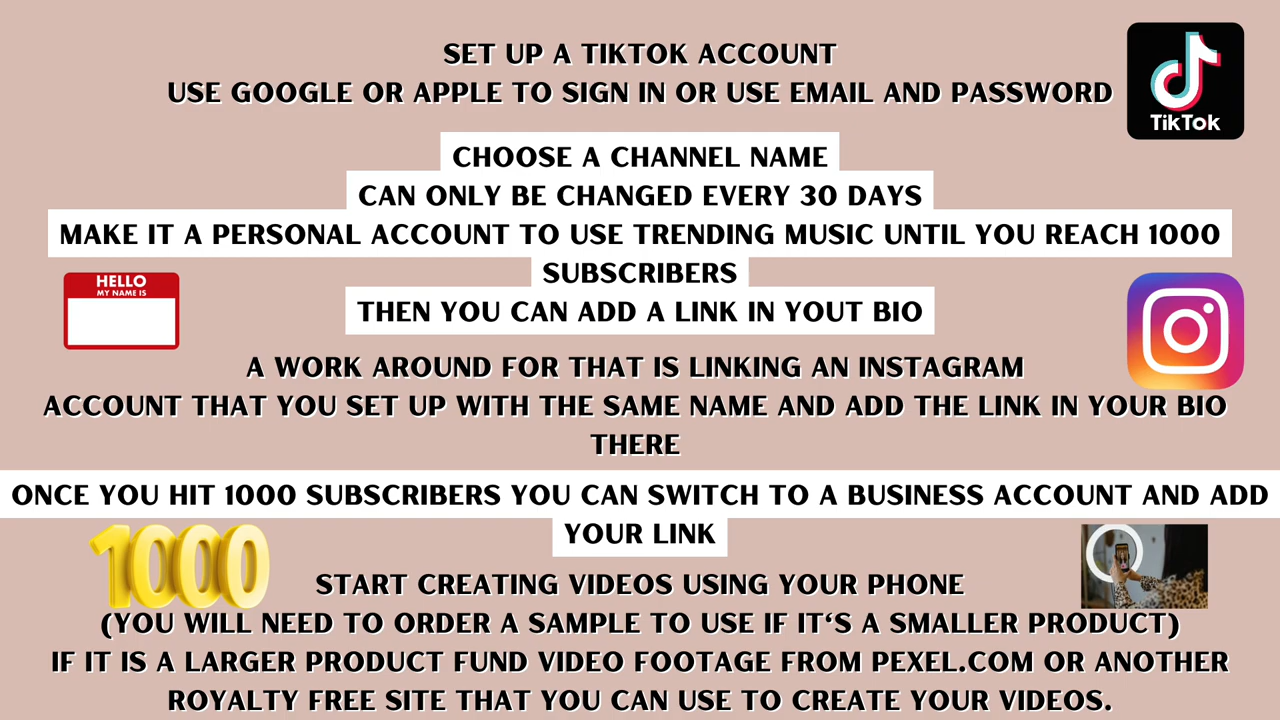 SET UP A TIKTOK ACCOUNT
USE GOOGLE OR APPLE TO SIGN IN OR USE EMAIL AND PASSWORD
TikTok
CHOOSE A CHANNEL NAME
CAN ONLY BE CHANGED EVERY 30 DAYS
MAKE IT A PERSONAL ACCOUNT TO USE TRENDING MUSIC UNTIL YOU REACH 1000
SUBSCRIBERS
THEN YOU CAN ADD A LINK IN YOUT BIO
HELLO
MY NAME IS
A WORK AROUND FOR THAT IS LINKING AN INSTAGRAM
ACCOUNT THAT YOU SET UP WITH THE SAME NAME AND ADD THE LINK IN YOUR BIO
THERE
ONCE YOU HIT 1000 SUBSCRIBERS YOU CAN SWITCH TO A BUSINESS ACCOUNT AND ADD
YOUR LINK
1000
START CREATING VIDEOS USING YOUR PHONE
(YOU WILL NEED TO ORDER A SAMPLE TO USE IF IT'S A SMALLER PRODUCT)
IF IT IS A LARGER PRODUCT FUND VIDEO FOOTAGE FROM PEXEL.COM OR ANOTHER
ROYALTY FREE SITE THAT YOU CAN USE TO CREATE YOUR VIDEOS.